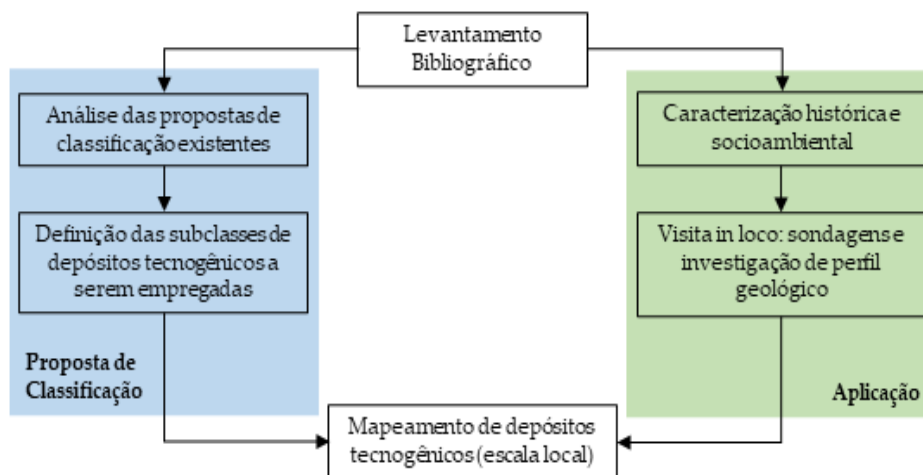 Levantamento
Bibliográfico
Análise das propostas de
classificação existentes
Definição das subclasses de
depósitos tecnogênicos a
serem empregadas
Proposta de
Classificação
Caracterização histórica e
socioambiental
Visita in loco: sondagens e
investigação de perfil
geológico
Aplicação
Mapeamento de depósitos
tecnogênicos (escala local)